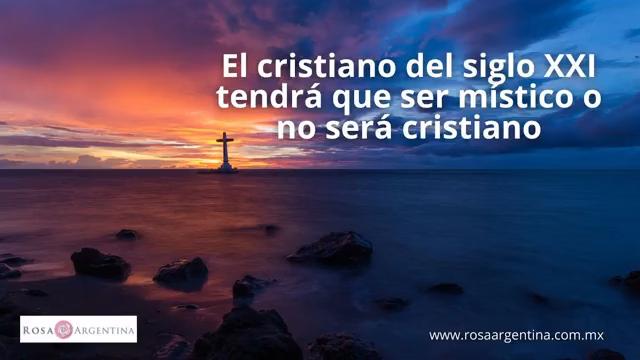 El cristiano del siglo XXI
tendrá que ser místico o
no será cristiano
ROSA ARGENTINA
www.rosaargentina.com.mx